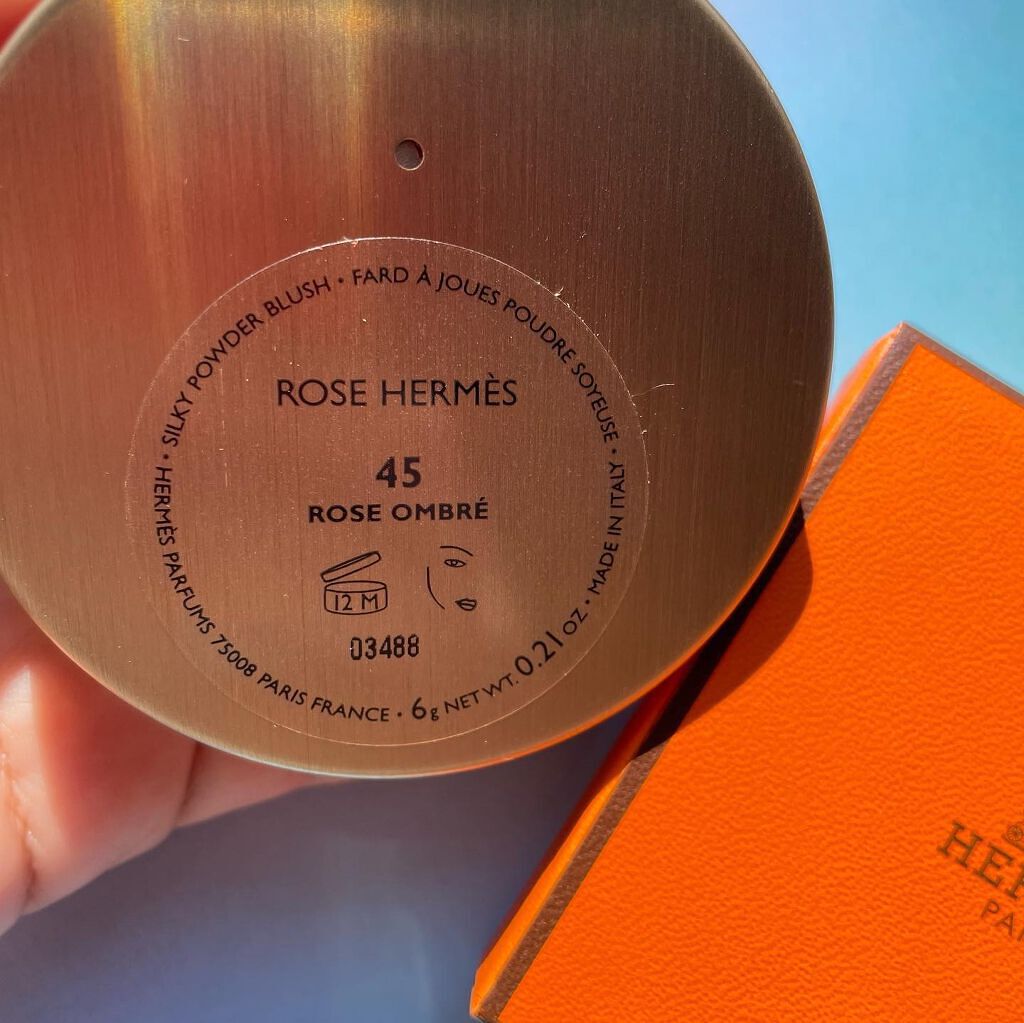 HERMÈS PARFUMS 75008 PARIS FRANCE • 6g NET WT. 0.21 OZ • MADE IN ITALY • SILKY POWDER BLUSH • FARD À JOUES POUDRE SOYEUSE •
ROSE HERMÈS
45
ROSE OMBRÉ
12 M
03488